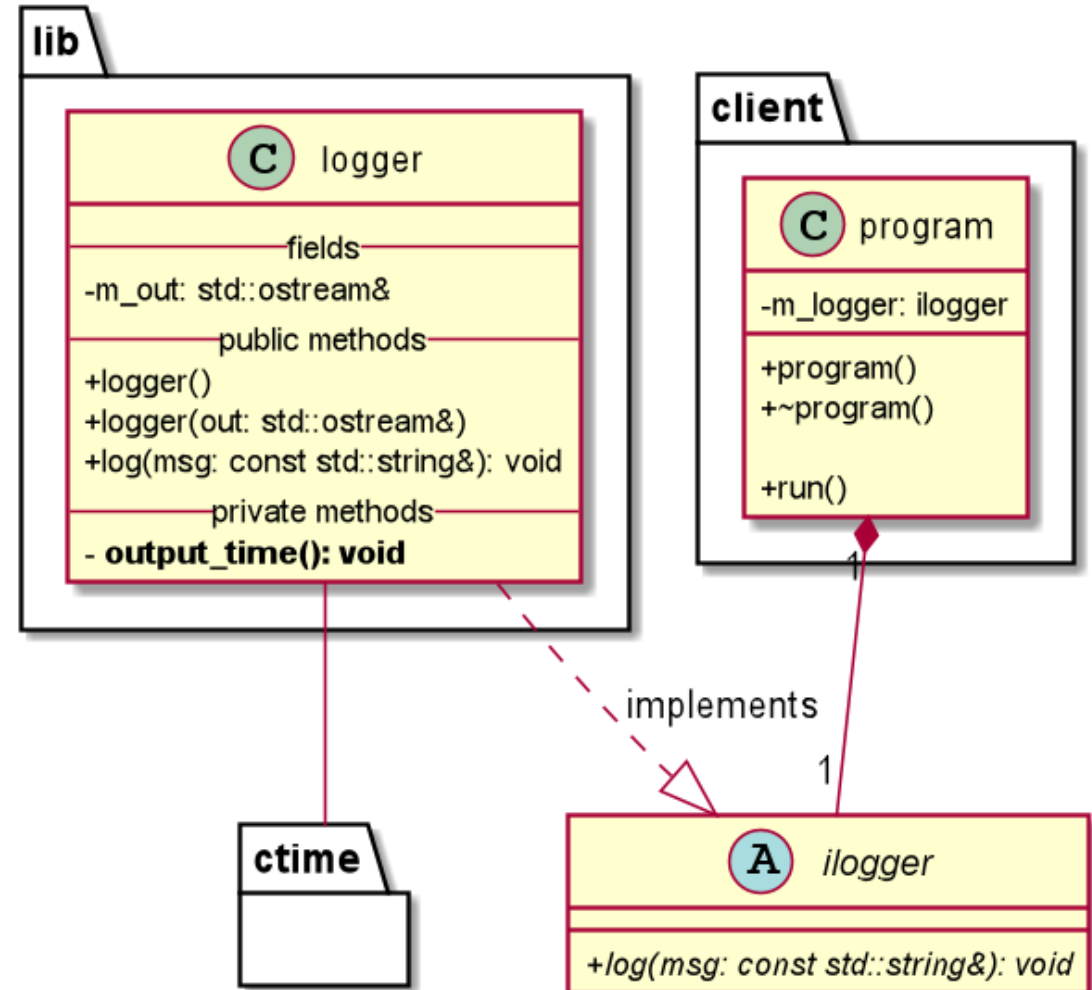 lib
C logger
fields
-m_out: std::ostream&
public methods
+logger()
+logger(out: std::ostream&)
+log(msg: const std::string&): void
private methods
- output_time(): void
client
C program
-m_logger: ilogger
+program()
+~program()
+run()
1
implements
1
ctime
A ilogger
+log(msg: const std::string&): void